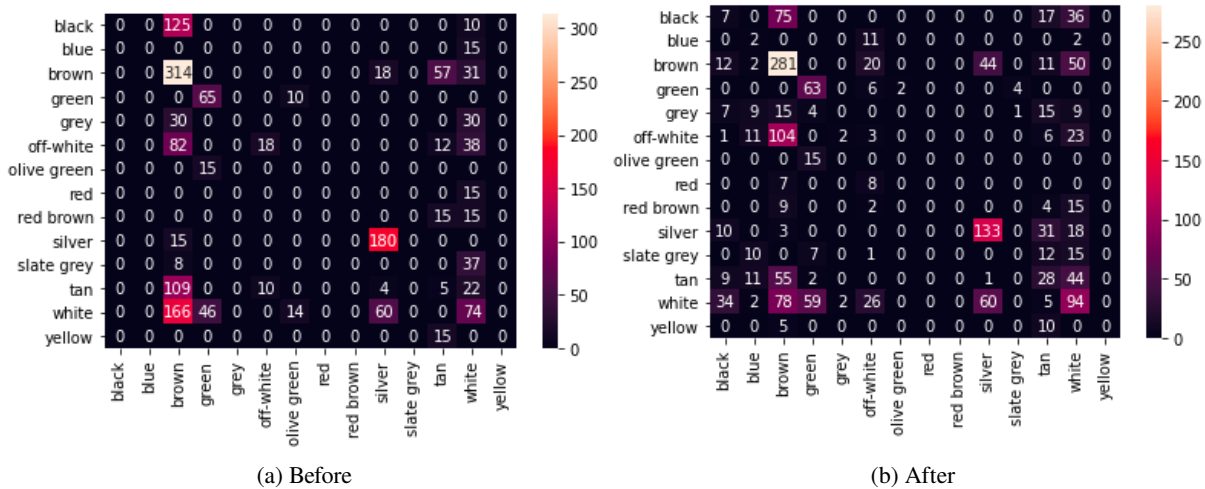 black 0 0 125 0 0 0 0 0 0 0 0 0 10 0
blue 0 0 0 0 0 0 0 0 0 0 0 0 15 0
brown 0 0 314 0 0 0 0 0 0 18 0 57 31 0
green 0 0 0 65 0 0 10 0 0 0 0 0 0 0
grey 0 0 30 0 0 0 0 0 0 0 0 0 30 0
off-white 0 0 82 0 0 18 0 0 0 0 0 12 38 0
olive green 0 0 0 15 0 0 0 0 0 0 0 0 0 0
red 0 0 0 0 0 0 0 0 0 0 0 0 15 0
red brown 0 0 0 0 0 0 0 0 0 0 0 15 15 0
silver 0 0 15 0 0 0 0 0 0 180 0 0 0 0
slate grey 0 0 8 0 0 0 0 0 0 0 0 0 37 0
tan 0 0 109 0 0 10 0 0 0 4 0 5 22 0
white 0 0 166 46 0 0 14 0 0 60 0 0 74 0
yellow 0 0 0 0 0 0 0 0 0 0 0 15 0 0
black blue brown green grey off-white olive green red red brown silver slate grey tan white yellow
300
250
200
150
100
50
0
(a) Before
black 7 0 75 0 0 0 0 0 0 0 0 17 36 0
blue 0 2 0 0 0 11 0 0 0 0 0 0 2 0
brown 12 2 281 0 0 20 0 0 0 44 0 11 50 0
green 0 0 0 63 0 6 2 0 0 0 4 0 0 0
grey 7 9 15 4 0 0 0 0 0 0 1 15 9 0
off-white 1 11 104 0 2 3 0 0 0 0 0 6 23 0
olive green 0 0 0 15 0 0 0 0 0 0 0 0 0 0
red 0 0 7 0 0 8 0 0 0 0 0 0 0 0
red brown 0 0 9 0 0 2 0 0 0 0 0 4 15 0
silver 10 0 3 0 0 0 0 0 0 133 0 31 18 0
slate grey 0 10 0 7 0 1 0 0 0 0 0 12 15 0
tan 9 11 55 2 0 0 0 0 0 1 0 28 44 0
white 34 2 78 59 2 26 0 0 0 60 0 5 94 0
yellow 0 0 5 0 0 0 0 0 0 0 0 10 0 0
black blue brown green grey off-white olive green red red brown silver slate grey tan white yellow
250
200
150
100
50
0
(b) After